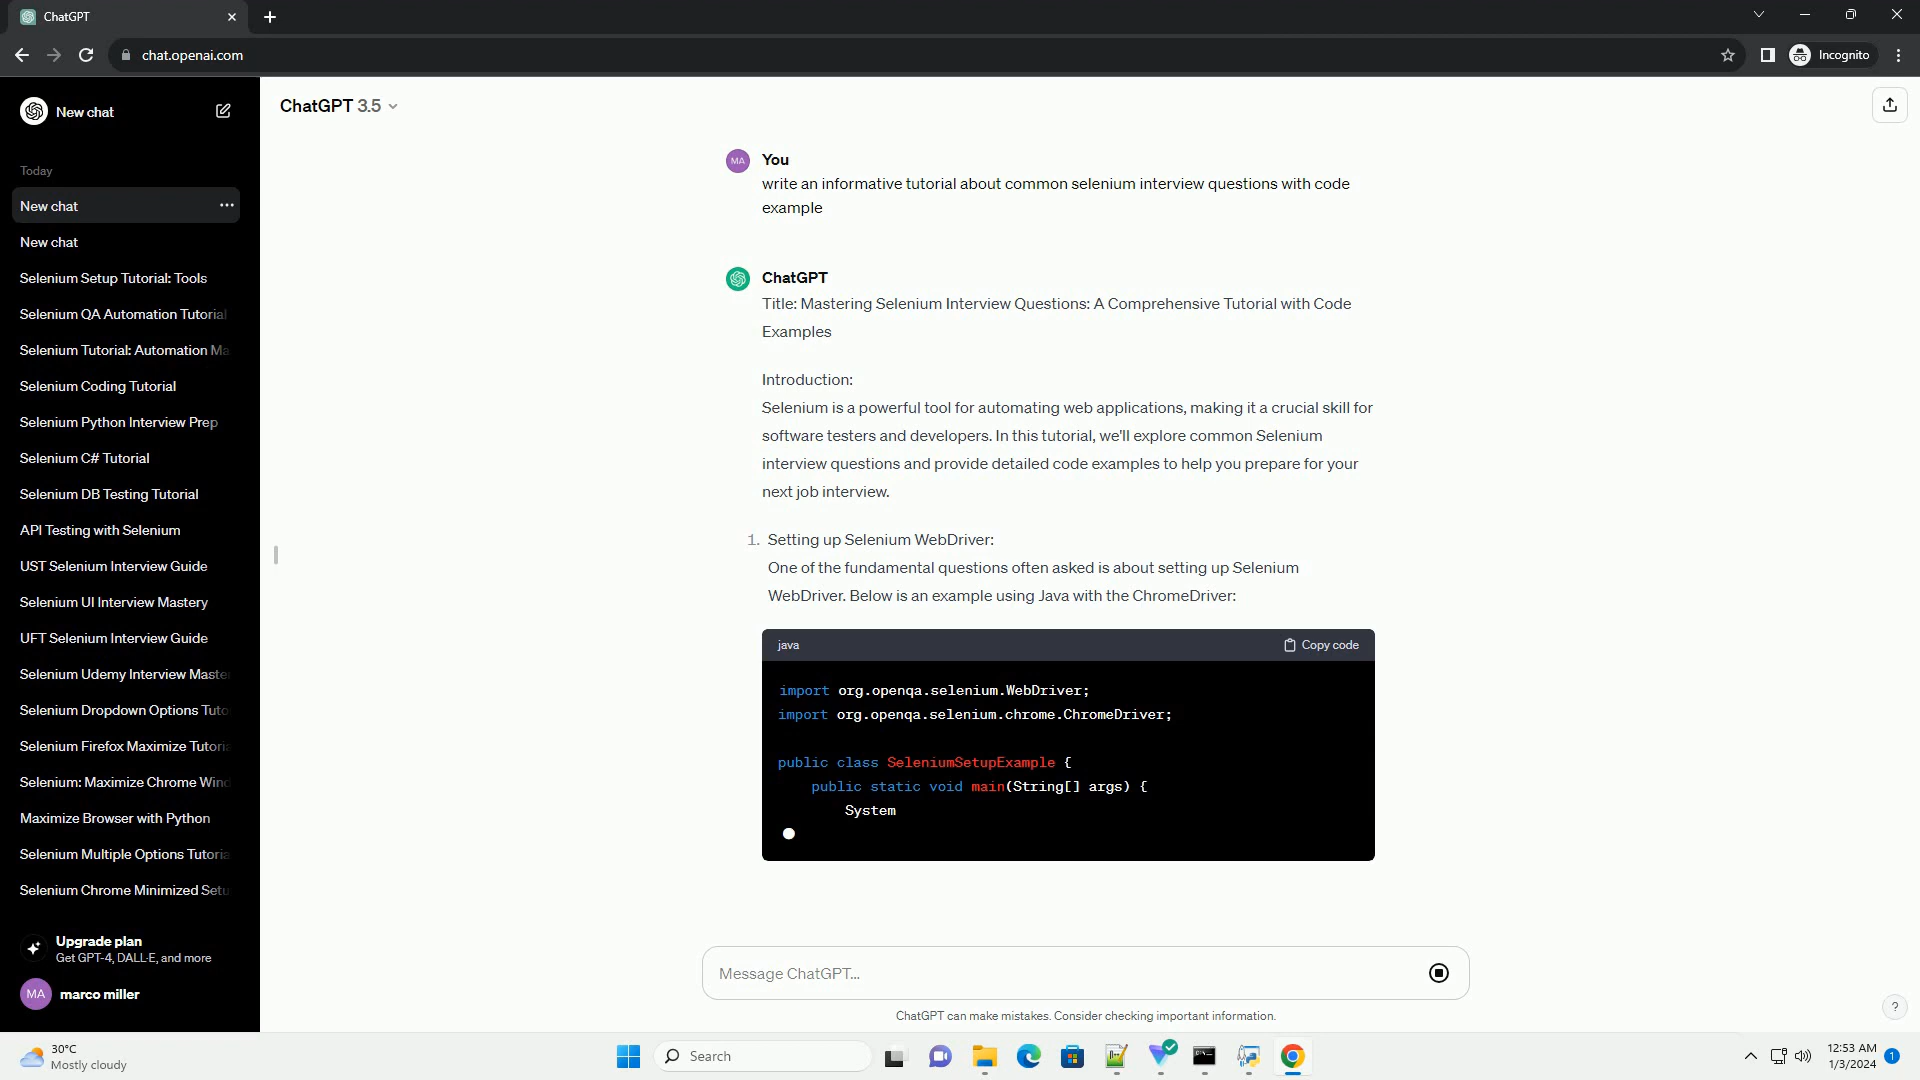 ChatGPT
chat.openai.com
Incognito
New chat
Today
New chat
New chat
Selenium Setup Tutorial: Tools
Selenium QA Automation Tutorial
Selenium Tutorial: Automation Ma
Selenium Coding Tutorial
Selenium Python Interview Prep
Selenium C# Tutorial
Selenium DB Testing Tutorial
API Testing with Selenium
UST Selenium Interview Guide
Selenium UI Interview Mastery
UFT Selenium Interview Guide
Selenium Udemy Interview Maste
Selenium Dropdown Options Tuto
Selenium Firefox Maximize Tutoria
Selenium: Maximize Chrome Wind
Maximize Browser with Python
Selenium Multiple Options Tutoria
Selenium Chrome Minimized Setu
Upgrade plan
Get GPT-4, DALL·E, and more
MA marco miller
ChatGPT 3.5
MA You
write an informative tutorial about common selenium interview questions with code
example
ChatGPT
Title: Mastering Selenium Interview Questions: A Comprehensive Tutorial with Code
Examples
Introduction:
Selenium is a powerful tool for automating web applications, making it a crucial skill for
software testers and developers. In this tutorial, we'll explore common Selenium
interview questions and provide detailed code examples to help you prepare for your
next job interview.
1. Setting up Selenium WebDriver:
One of the fundamental questions often asked is about setting up Selenium
WebDriver. Below is an example using Java with the ChromeDriver:
java Copy code
import org.openqa.selenium.WebDriver;
import org.openqa.selenium.chrome.ChromeDriver;
public class SeleniumSetupExample {
public static void main(String[] args) {
System
Message ChatGPT...
ChatGPT can make mistakes. Consider checking important information.
?
30°C
Mostly cloudy
Search
12:53 AM
1/3/2024
1